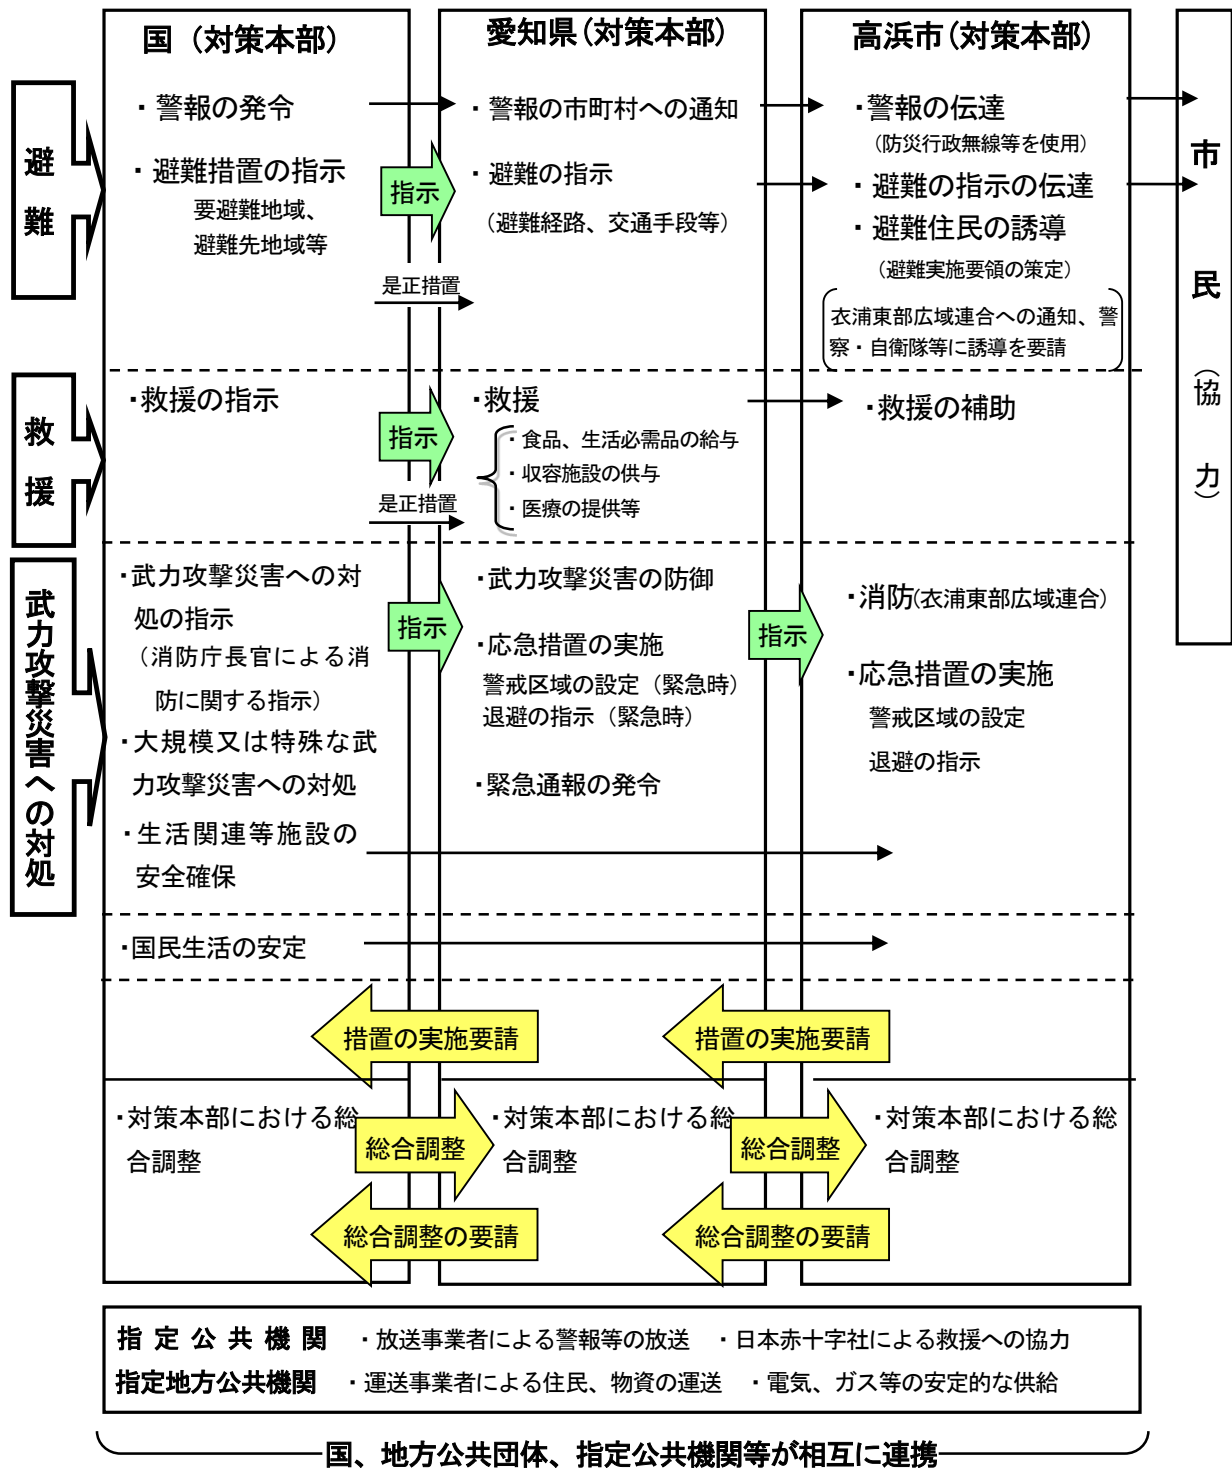 国（対策本部）
愛知県（対策本部）
高浜市（対策本部）
避難
・警報の発令
・警報の市町村への通知
・警報の伝達
（防災行政無線等を使用）
・避難措置の指示
要避難地域、
避難先地域等
指示
・避難の指示
（避難経路、交通手段等）
・避難の指示の伝達
・避難住民の誘導
（避難実施要領の策定）
是正措置
衣浦東部広域連合への通知、警
察・自衛隊等に誘導を要請
市民（協力）
救援
・救援の指示
指示
・救援
・食品、生活必需品の給与
・収容施設の供与
・医療の提供等
是正措置
・救援の補助
武力攻撃災害への対処
・武力攻撃災害への対
処の指示
（消防庁長官による消
防に関する指示）
・大規模又は特殊な武
力攻撃災害への対処
・生活関連等施設の
安全確保
指示
・武力攻撃災害の防御
・応急措置の実施
警戒区域の設定（緊急時）
退避の指示（緊急時）
・緊急通報の発令
指示
・消防（衣浦東部広域連合）
・応急措置の実施
警戒区域の設定
退避の指示
・国民生活の安定
措置の実施要請
措置の実施要請
・対策本部における総
合調整
総合調整
・対策本部における総
合調整
総合調整
・対策本部における総
合調整
総合調整の要請
総合調整の要請
指定公共機関 ・放送事業者による警報等の放送 ・日本赤十字社による救援への協力
指定地方公共機関 ・運送事業者による住民、物資の運送 ・電気、ガス等の安定的な供給
国、地方公共団体、指定公共機関等が相互に連携